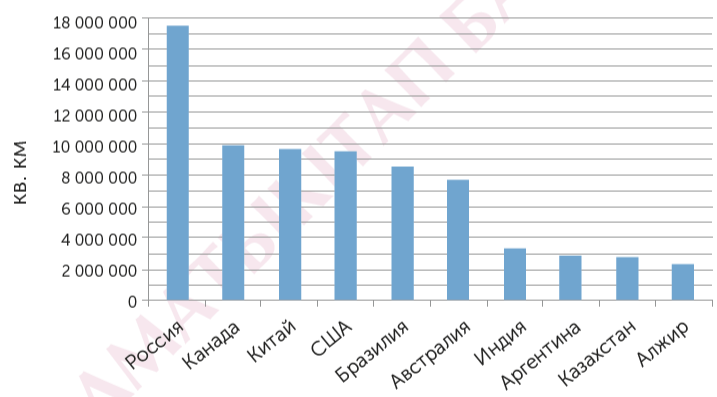 18 000 000
16 000 000
14 000 000
12 000 000
10 000 000
8 000 000
6 000 000
4 000 000
2 000 000
0
кв. км
Россия
Канада
Китай
США
Бразилия
Австралия
Индия
Аргентина
Казахстан
Алжир
АМАТЫКІТАП БА